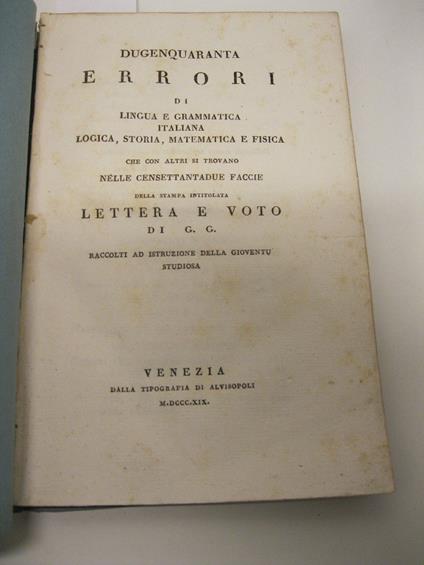 DUGENQUARANTA
ERRORI
DI
LINGUA E GRAMMATICA
ITALIANA
LOGICA, STORIA, MATEMATICA E FISICA
CHE CON ALTRI SI TROVANO
NELLE CENSETTANTADUE FACCIE
DELLA STAMPA INTITOLATA
LETTERA E VOTO
DI G. G.
RACCOLTI AD ISTRUZIONE DELLA GIOVENTU
STUDIOSA
VENEZIA
DALLA TIPOGRAFIA DI ALVISOPOLI
M.DCCC.XIX.